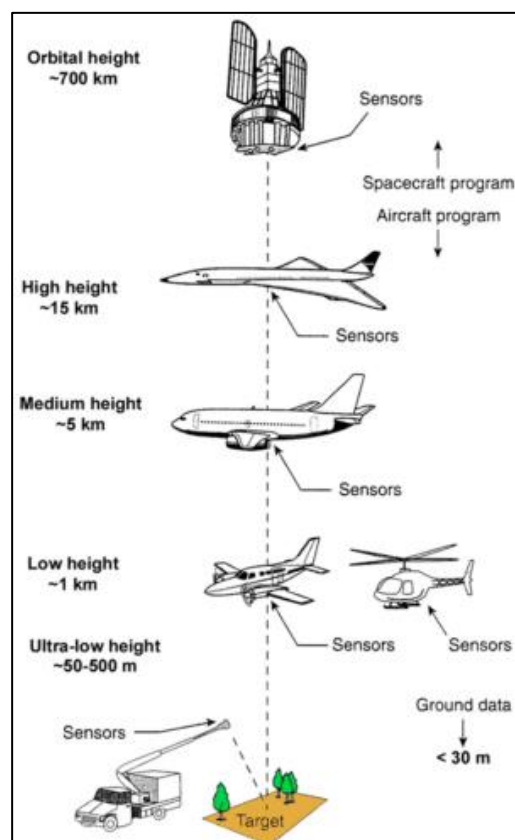 Orbital height
~700 km
Sensors
Spacecraft program
Aircraft program
High height
~15 km
Sensors
Medium height
~5 km
Sensors
Low height
~1 km
Sensors
Sensors
Ultra-low height
~50-500 m
Ground data
Sensors
< 30 m
Target